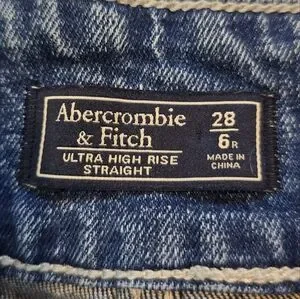 Abercrombie
& Fitch
ULTRA HIGH RISE
STRAIGHT
28
6R
MADE IN
CHINA